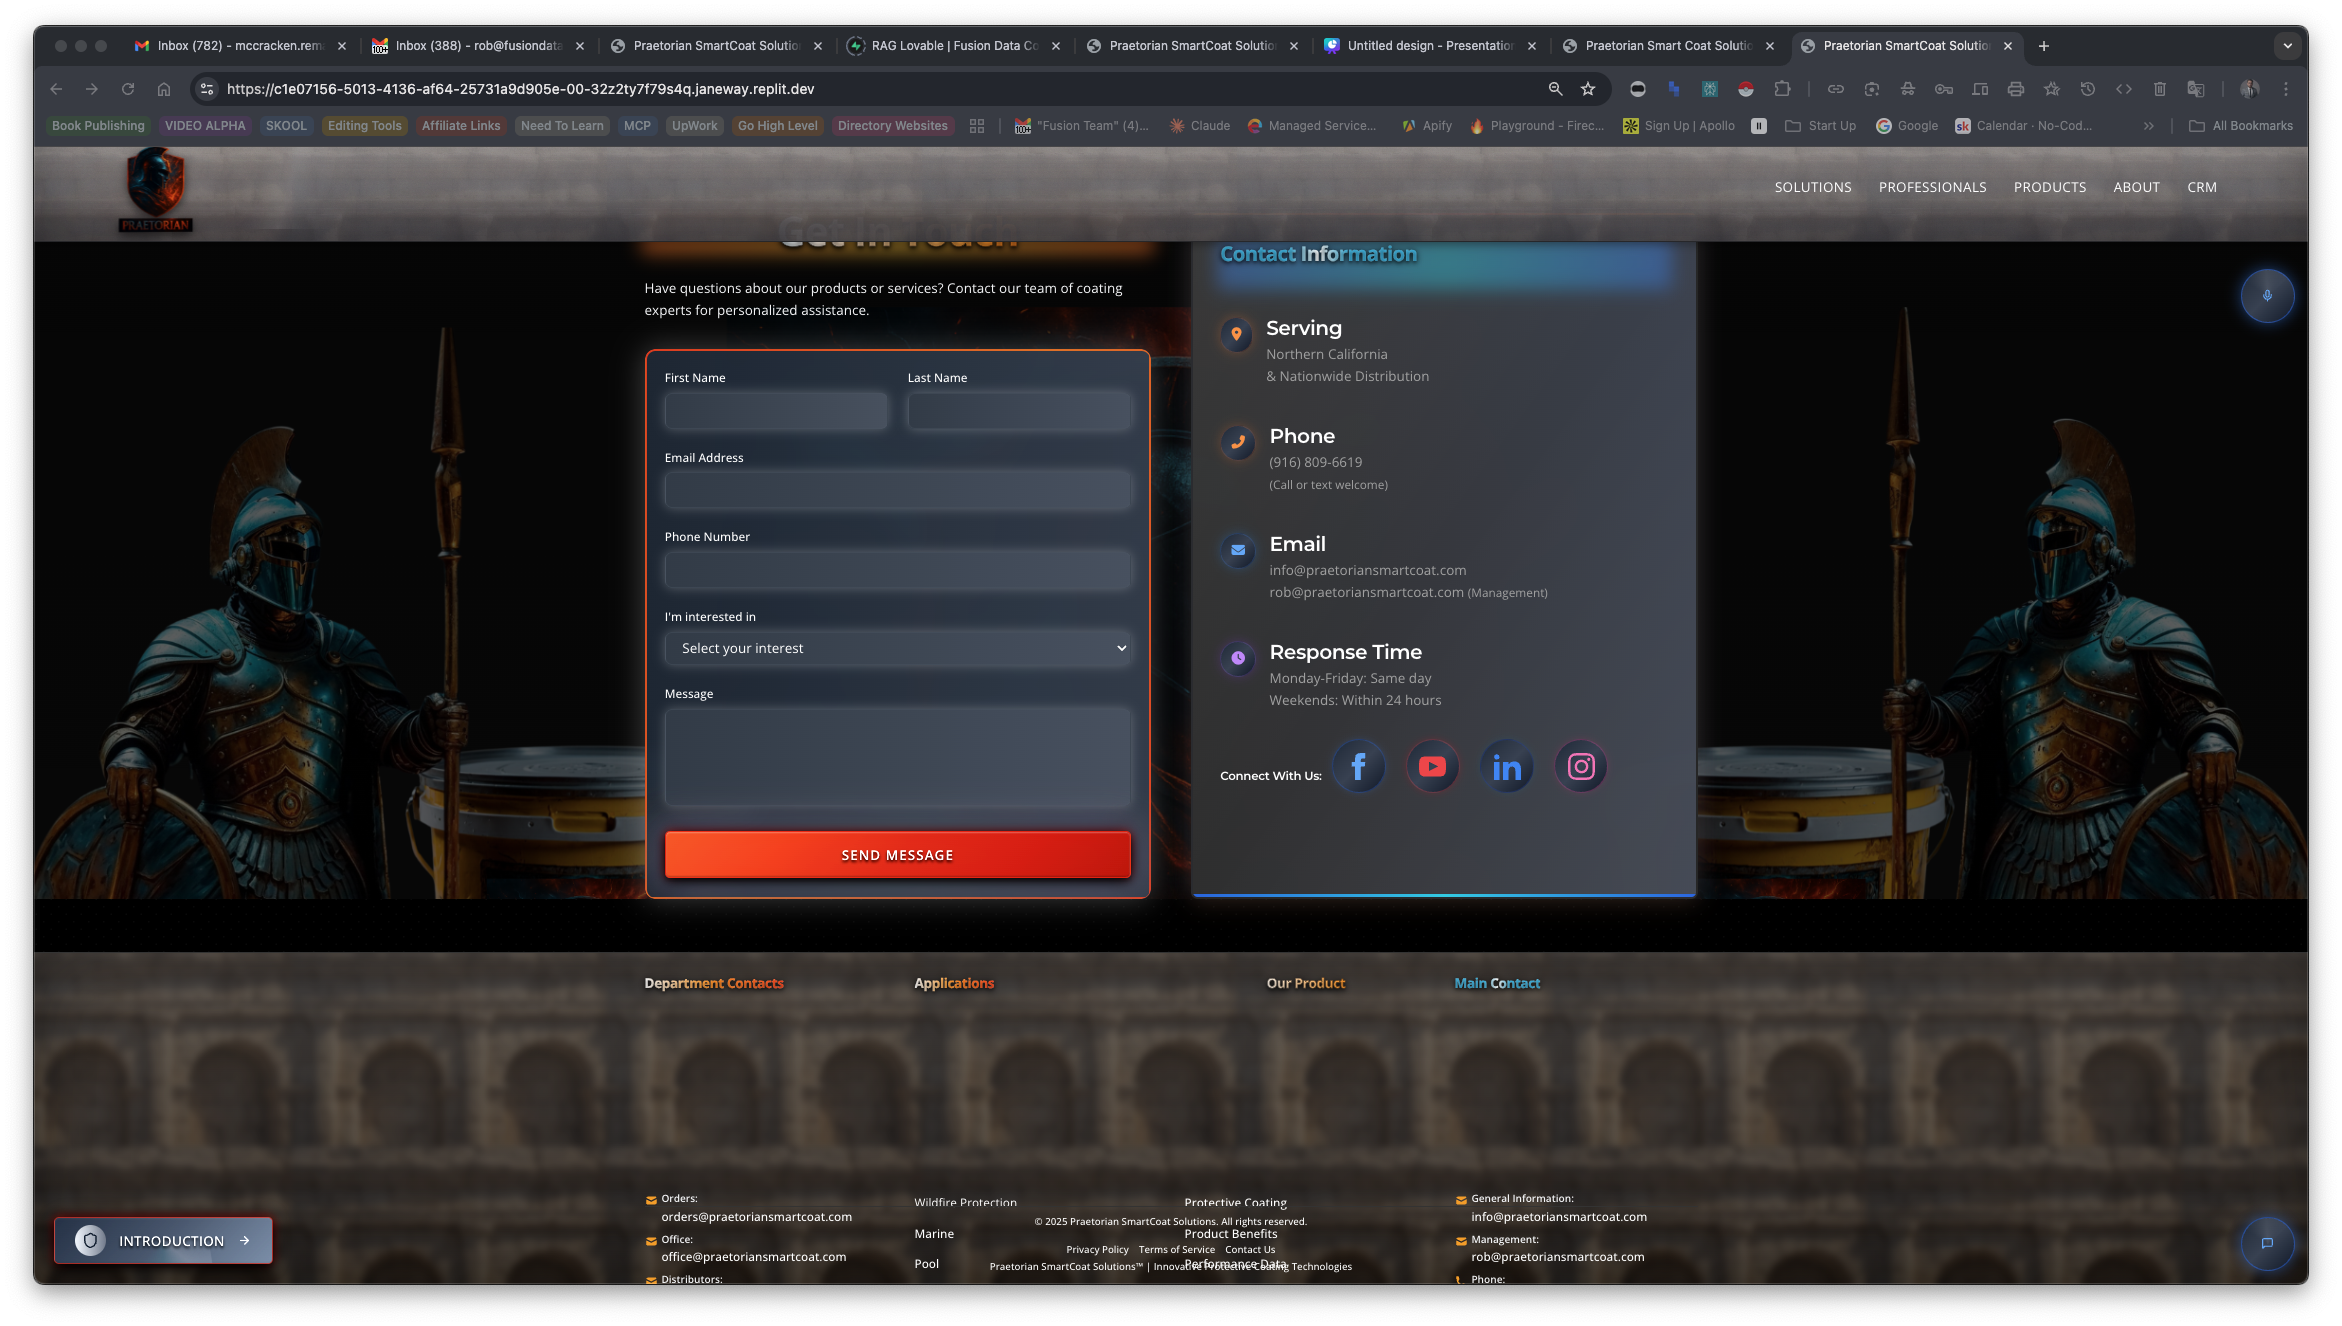 Inbox (782) - mccracken.rem
Inbox (388) - rob@fusiondata
Praetorian SmartCoat Solutio
RAG Lovable | Fusion Data Co
Praetorian SmartCoat Solutio
Untitled design - Presentation
Praetorian Smart Coat Solutio
Praetorian SmartCoat Solutio
https://c1e07156-5013-4136-af64-25731a9d905e-00-32z2ty7f79s4q.janeway.replit.dev
Book Publishing
VIDEO ALPHA
SKOOL
Editing Tools
Affiliate Links
Need To Learn
MCP
UpWork
Go High Level
Directory Websites
"Fusion Team" (4)...
Claude
Managed Service...
Apify
Playground - Firec...
Sign Up | Apollo
Start Up
Google
Calendar - No-Cod...
All Bookmarks
PRAETORIAN
SOLUTIONS
PROFESSIONALS
PRODUCTS
ABOUT
CRM
Get In Touch
Have questions about our products or services? Contact our team of coating
experts for personalized assistance.
First Name
Last Name
Email Address
Phone Number
I'm interested in
Select your interest
Message
SEND MESSAGE
Contact Information
Serving
Northern California
& Nationwide Distribution
Phone
(916) 809-6619
(Call or text welcome)
Email
info@praetoriansmartcoat.com
rob@praetoriansmartcoat.com (Management)
Response Time
Monday-Friday: Same day
Weekends: Within 24 hours
Connect With Us:
Department Contacts
Applications
Our Product
Main Contact
Orders:
orders@praetoriansmartcoat.com
Office:
office@praetoriansmartcoat.com
Distributors:
Wildfire Protection
Marine
Pool
Protective Coating
Product Benefits
Performance Data
General Information:
info@praetoriansmartcoat.com
Management:
rob@praetoriansmartcoat.com
Phone:
© 2025 Praetorian SmartCoat Solutions. All rights reserved.
Privacy Policy Terms of Service Contact Us
Praetorian SmartCoat Solutions™ | Innovative Protective Coating Technologies
INTRODUCTION